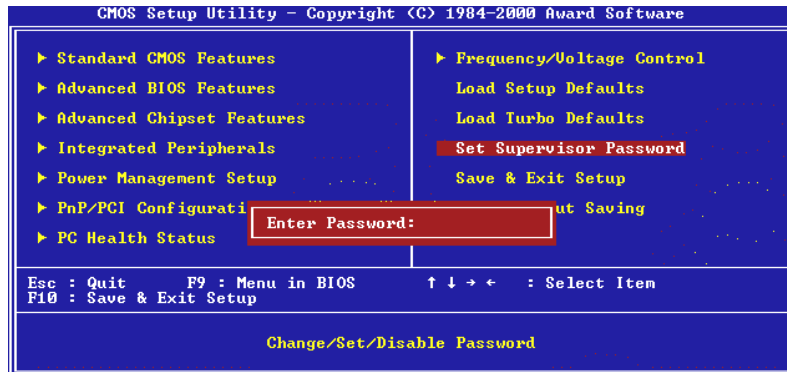 CMOS Setup Utility – Copyright (C) 1984–2000 Award Software
Standard CMOS Features
Advanced BIOS Features
Advanced Chipset Features
Integrated Peripherals
Power Management Setup
PnP/PCI Configurati
PC Health Status
Frequency/Voltage Control
Load Setup Defaults
Load Turbo Defaults
Set Supervisor Password
Save & Exit Setup
ut Saving
Enter Password:
Esc : Quit F9 : Menu in BIOS ↑ ↓ → ← : Select Item
F10 : Save & Exit Setup
Change/Set/Disable Password